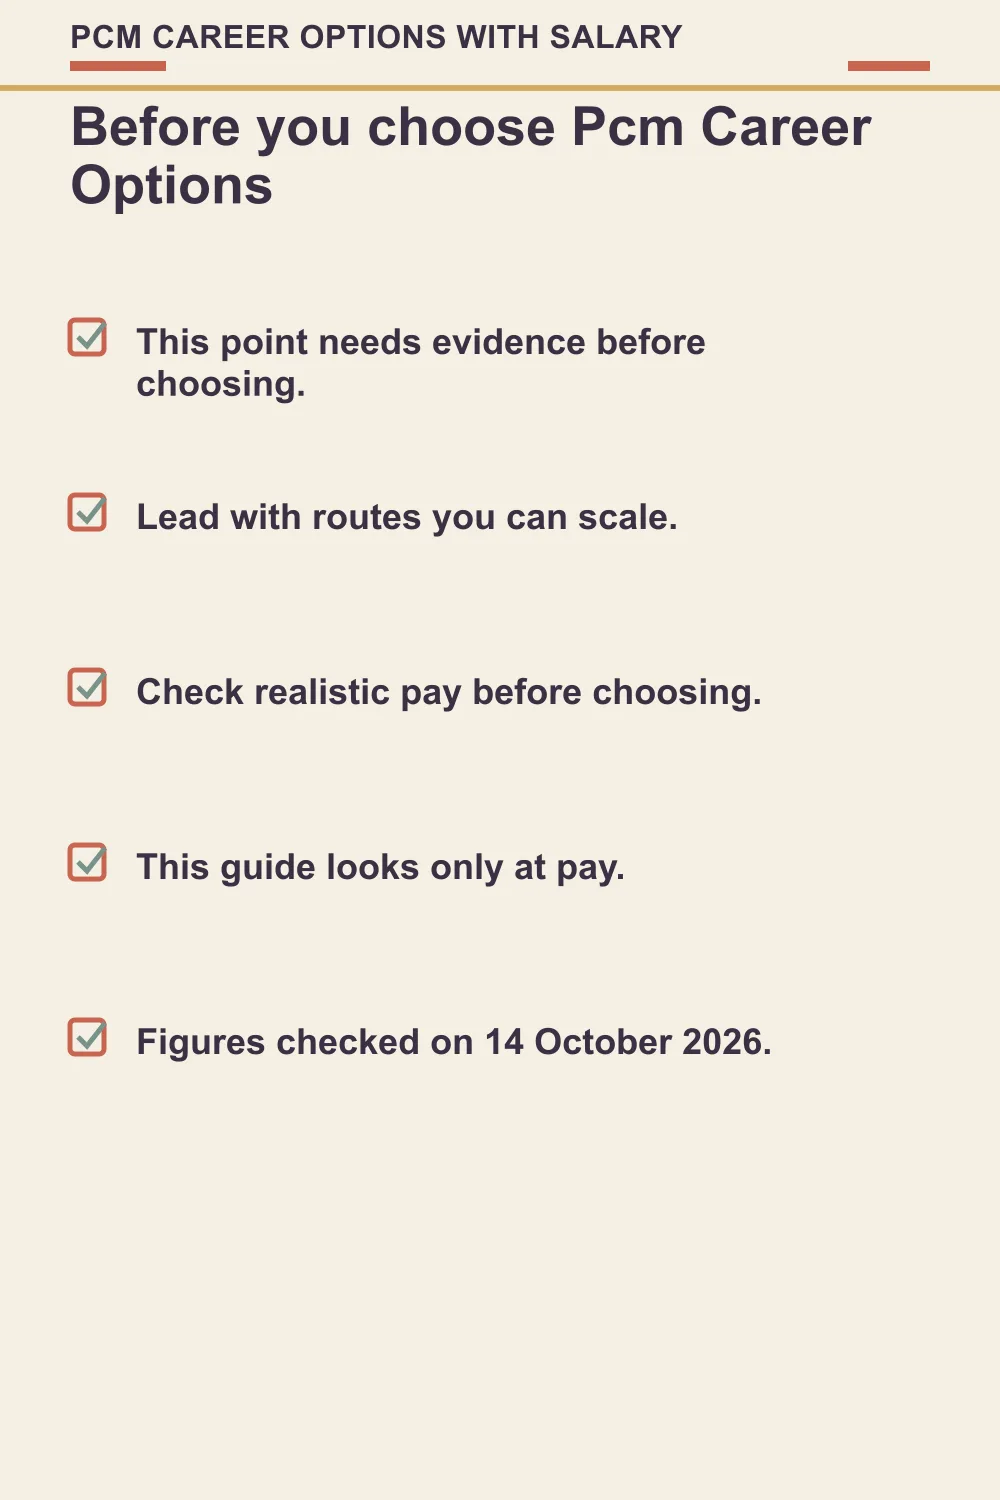 PCM CAREER OPTIONS WITH SALARY
Before you choose Pcm Career
Options
This point needs evidence before
choosing.
Lead with routes you can scale.
Check realistic pay before choosing.
This guide looks only at pay.
Figures checked on 14 October 2026.